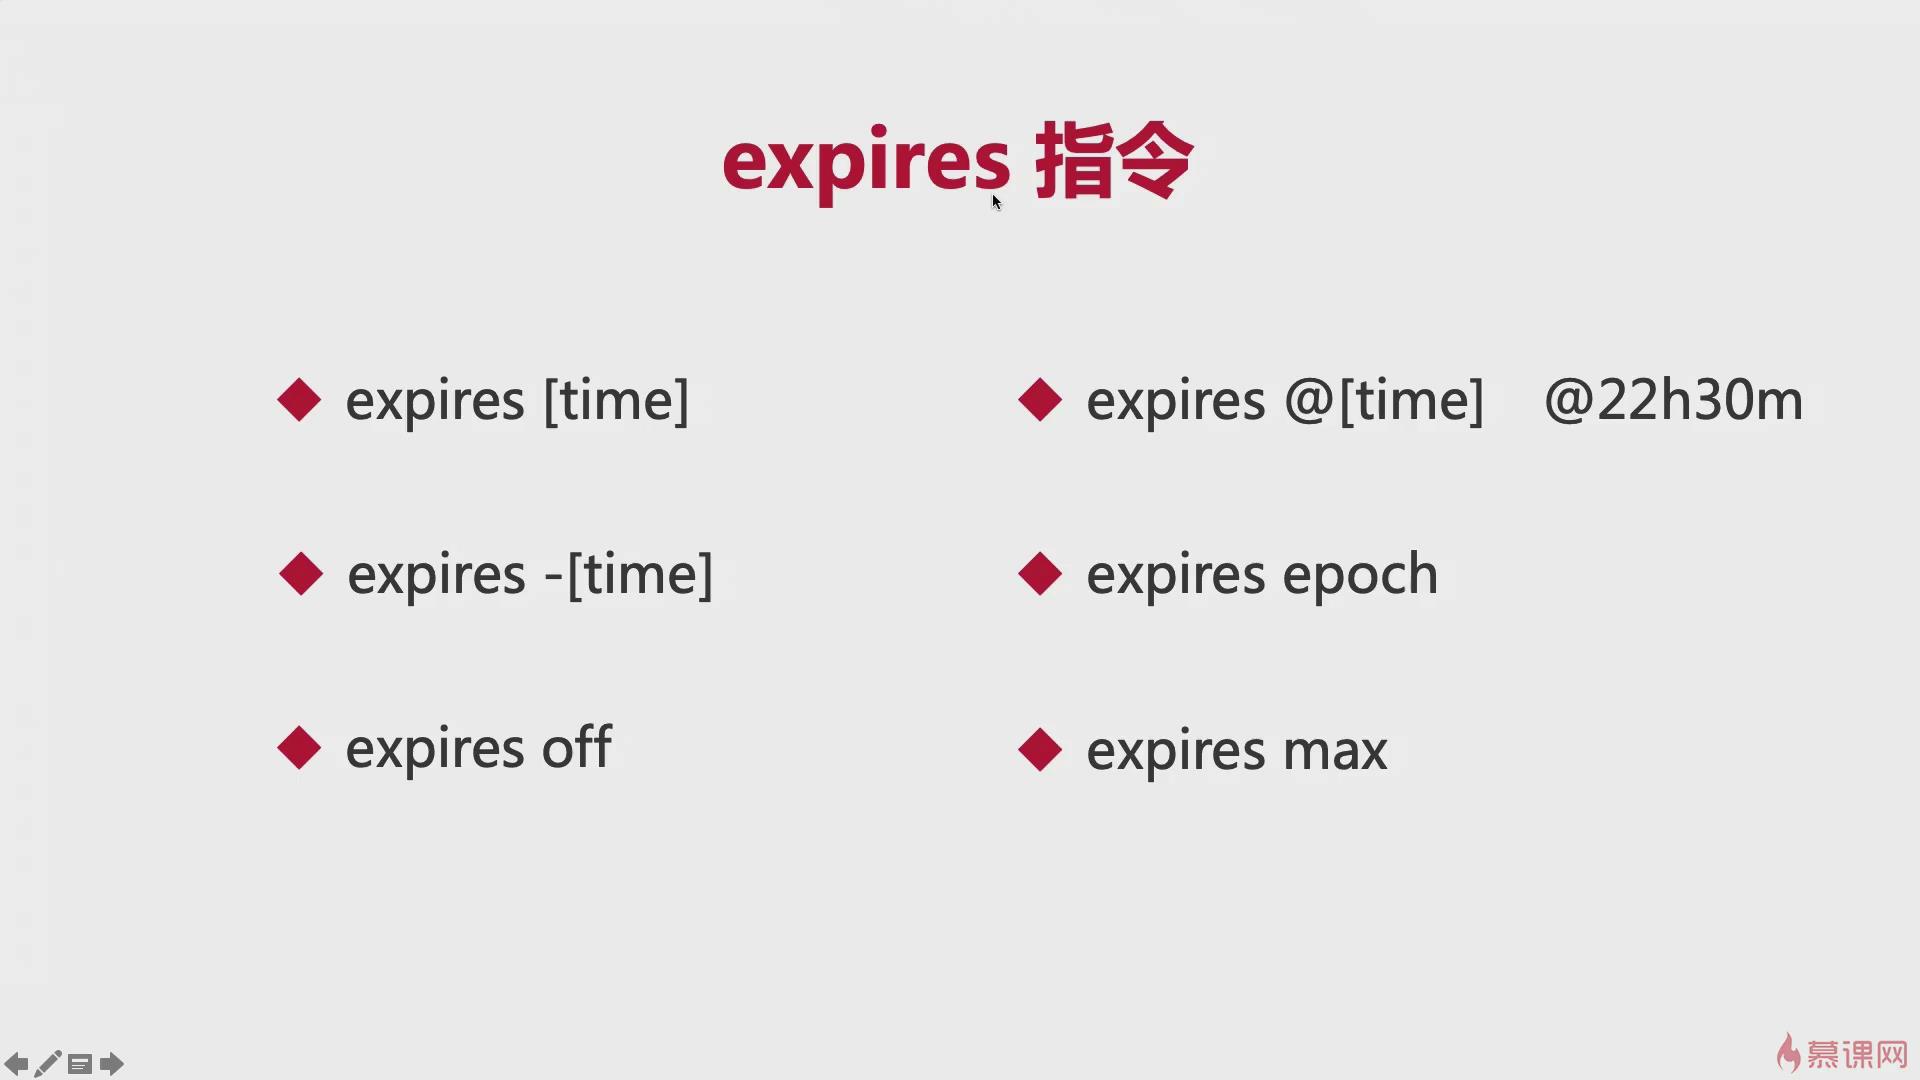 expires 指令
expires [time]
expires @[time] @22h30m
expires -[time]
expires epoch
expires off
expires max
慕课网